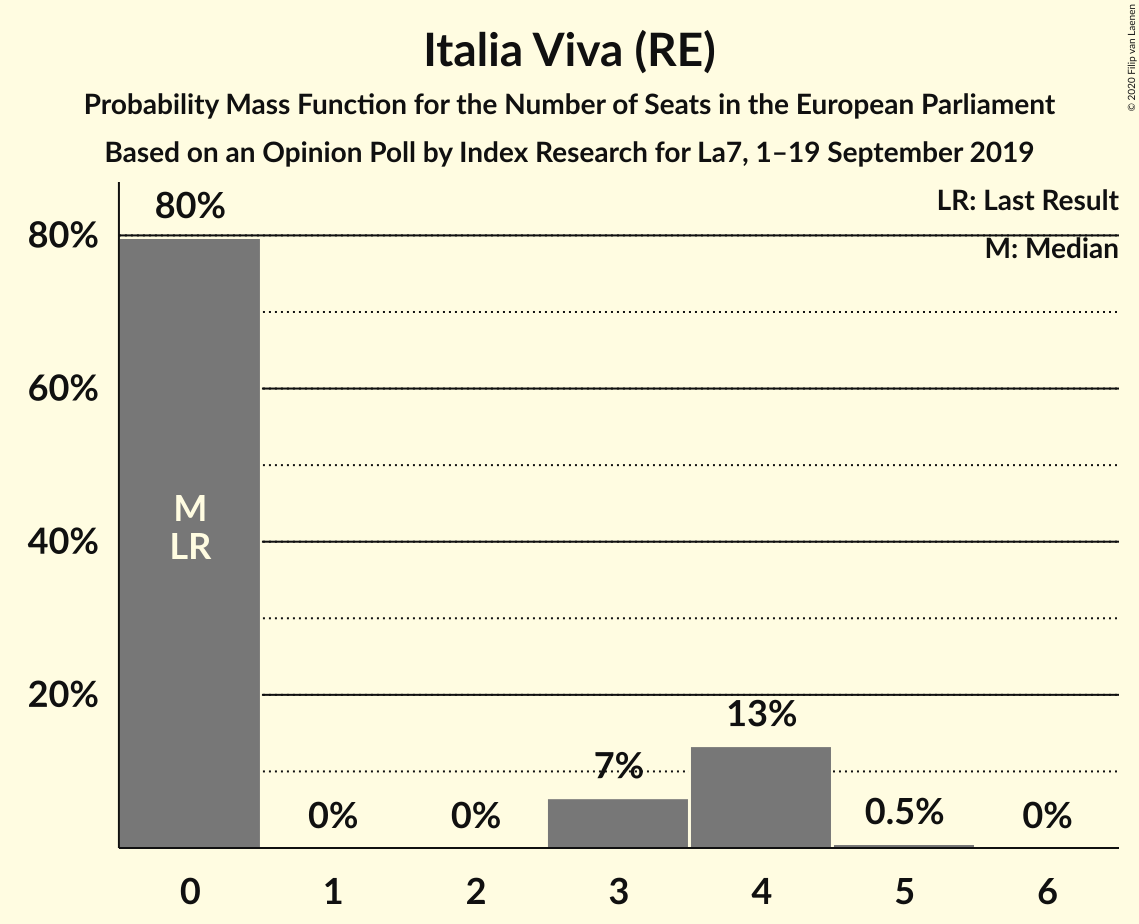 Italia Viva (RE)
Probability Mass Function for the Number of Seats in the European Parliament
Based on an Opinion Poll by Index Research for La7, 1–19 September 2019
© 2020 Filip van Laenen
LR: Last Result
M: Median
80%
60%
40%
20%
80%
M
LR
0%
0%
7%
13%
0.5%
0%
0
1
2
3
4
5
6